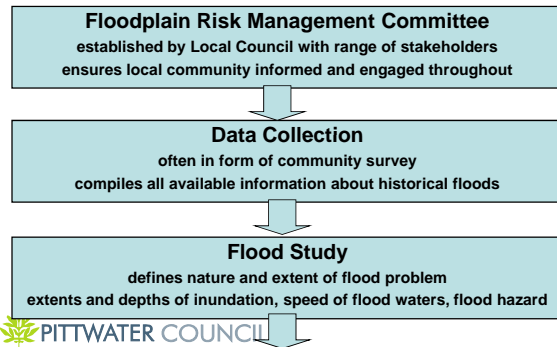 Floodplain Risk Management Committee
established by Local Council with range of stakeholders
ensures local community informed and engaged throughout
Data Collection
often in form of community survey
compiles all available information about historical floods
Flood Study
defines nature and extent of flood problem
extents and depths of inundation, speed of flood waters, flood hazard
PITTWATER COUNCIL